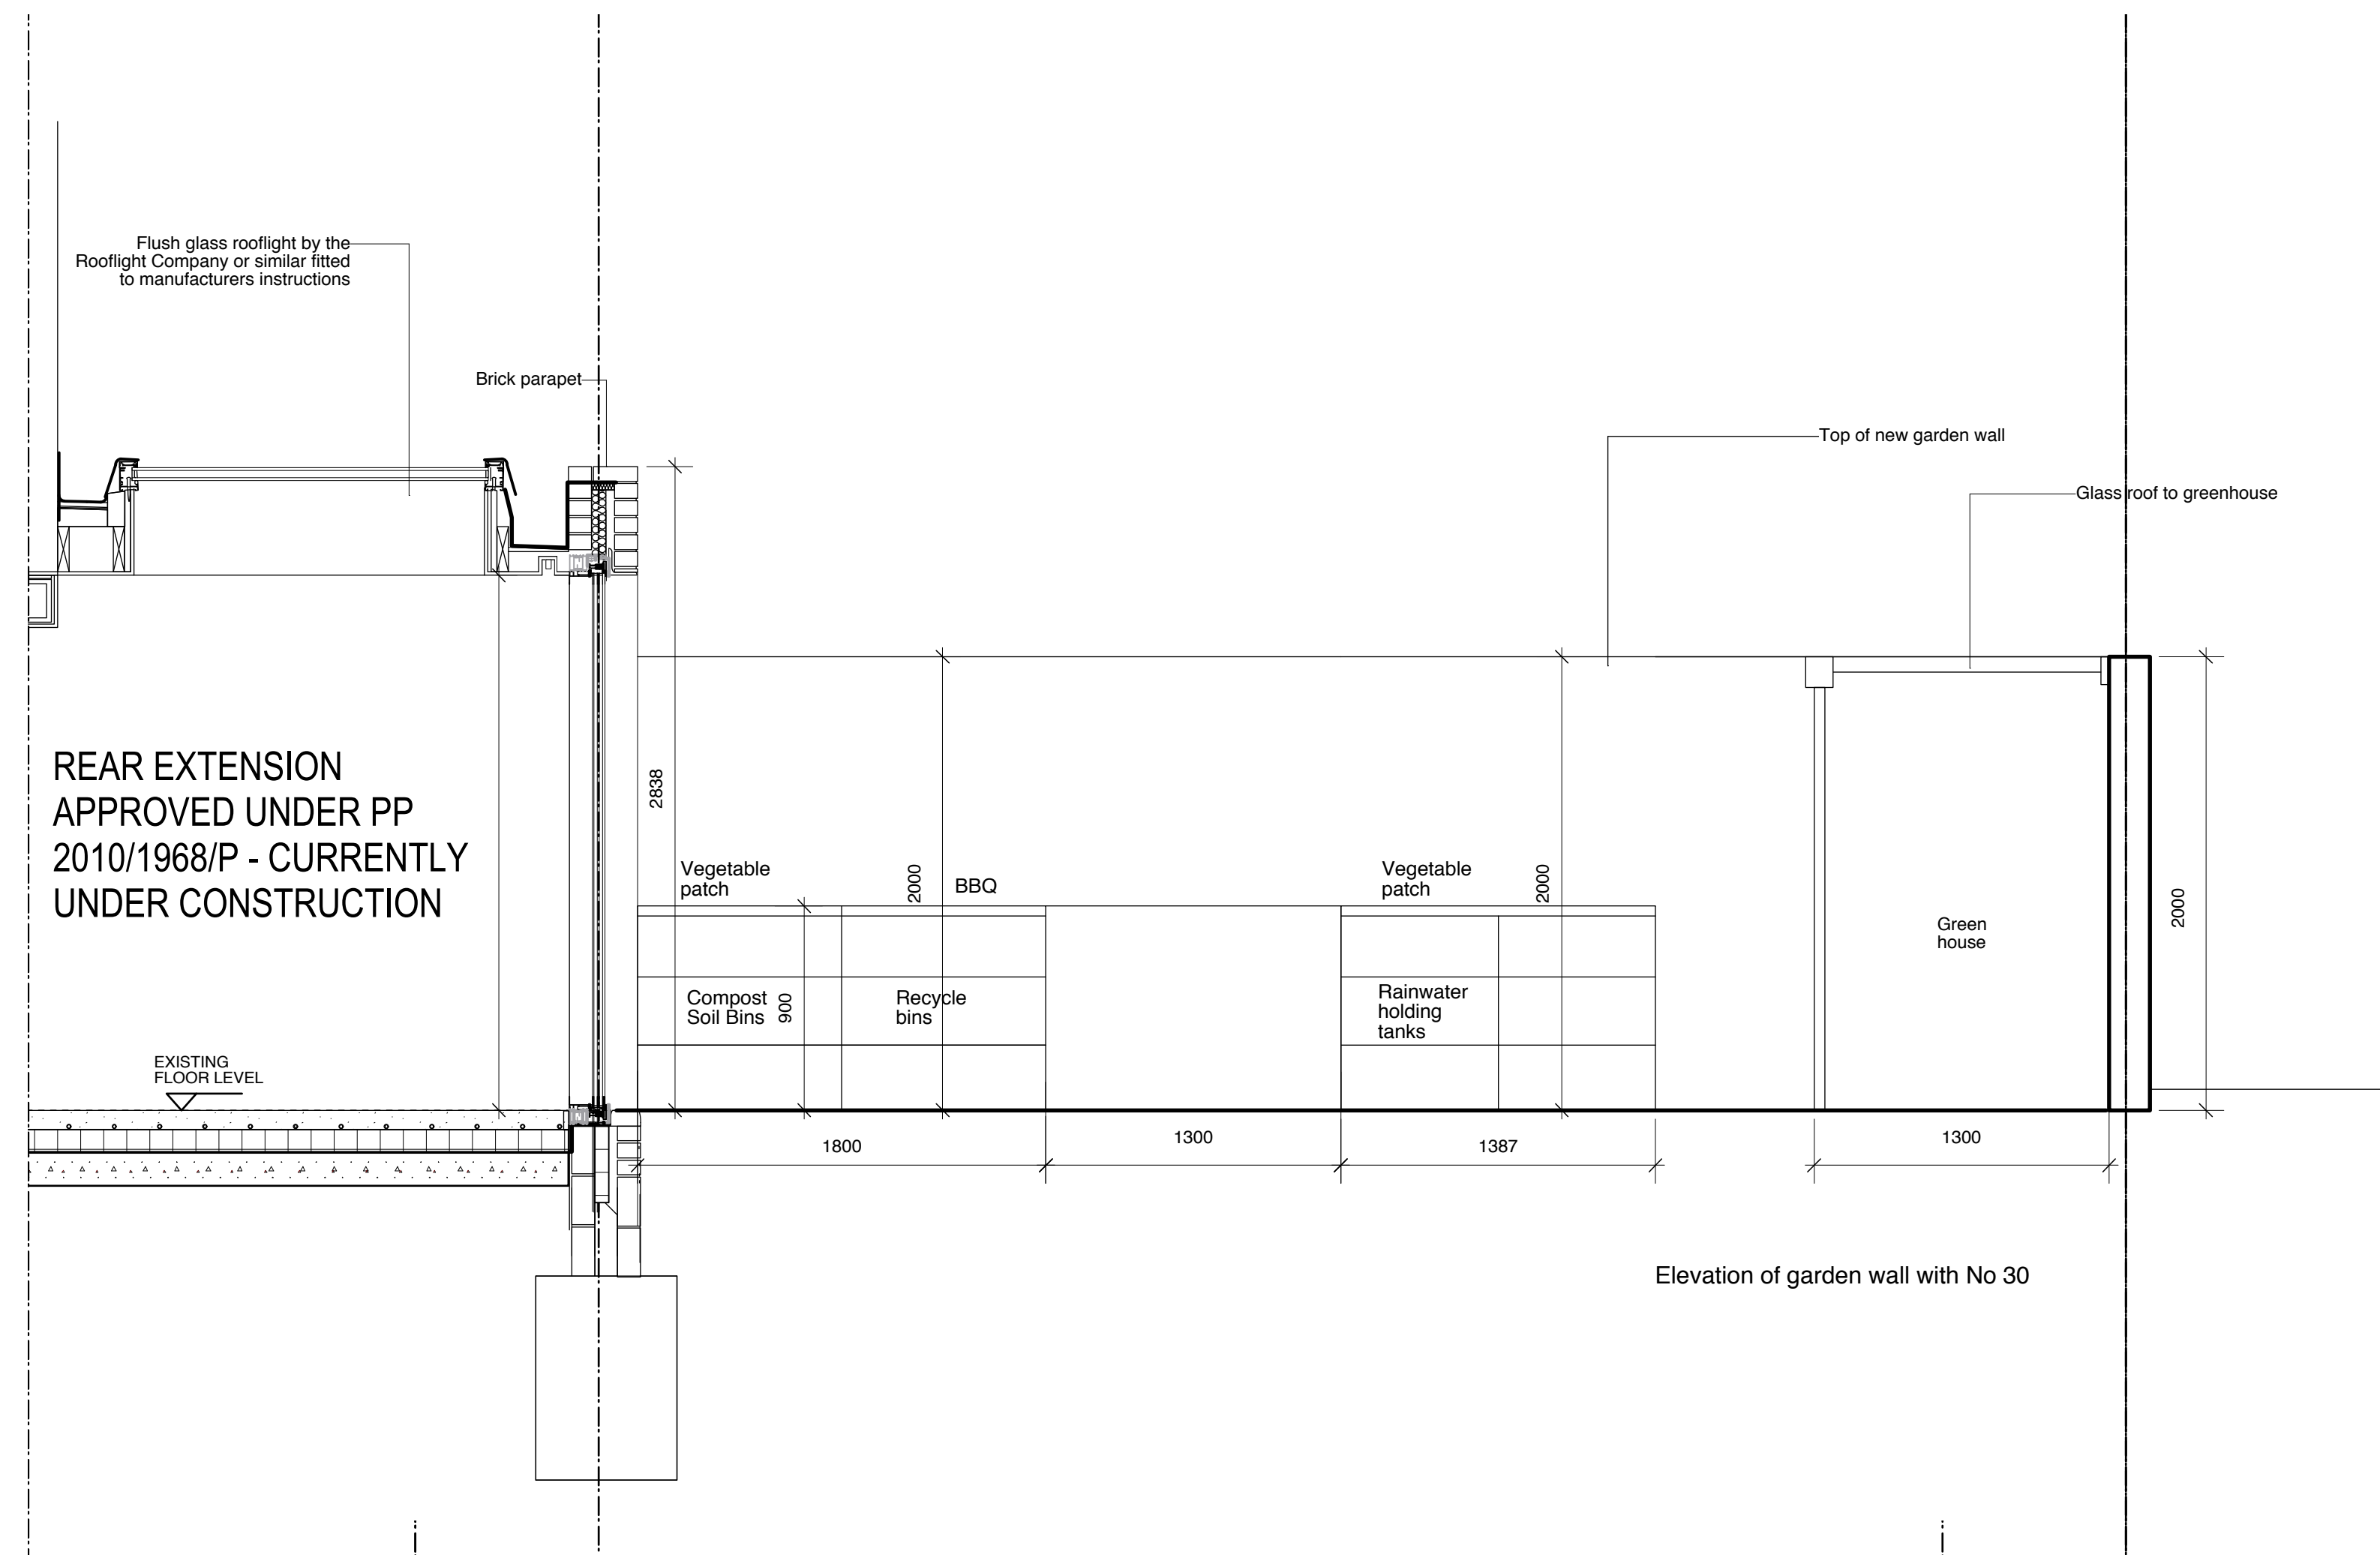 Flush glass rooflight by the
Rooflight Company or similar fitted
to manufacturers instructions
Brick parapet
Top of new garden wall
Glass roof to greenhouse
REAR EXTENSION
APPROVED UNDER PP
2010/1968/P - CURRENTLY
UNDER CONSTRUCTION
2838
Vegetable
patch
2000
BBQ
Vegetable
patch
2000
Green
house
2000
Compost
Soil Bins
900
Recycle
bins
Rainwater
holding
tanks
EXISTING
FLOOR LEVEL
1800
1300
1387
1300
Elevation of garden wall with No 30